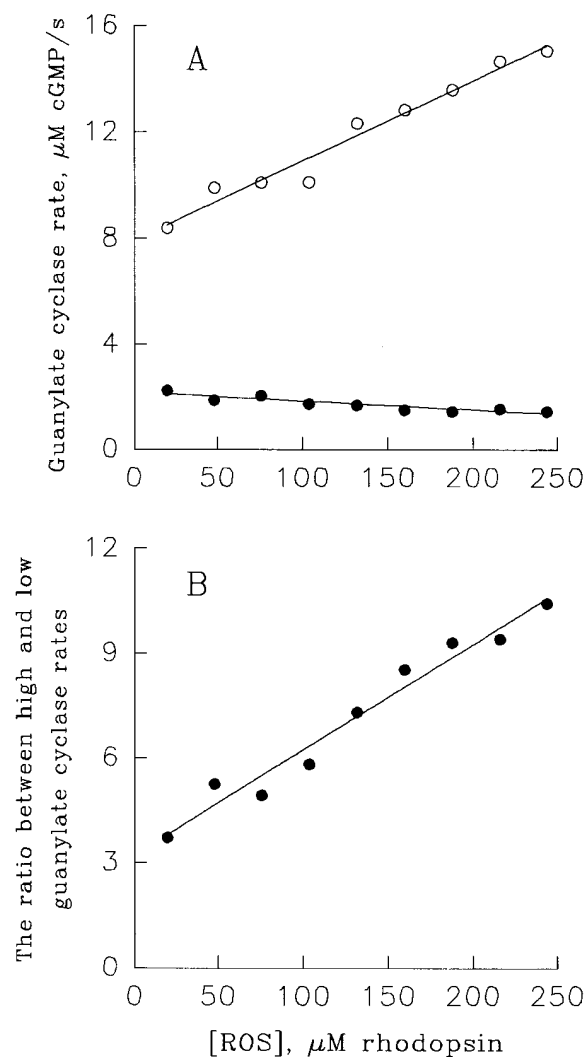 A
Guanylate cyclase rate, μM cGMP/s
16
12
8
4
0
0 50 100 150 200 250
B
The ratio between high and low
guanylate cyclase rates
12
9
6
3
0
0 50 100 150 200 250
[ROS], μM rhodopsin